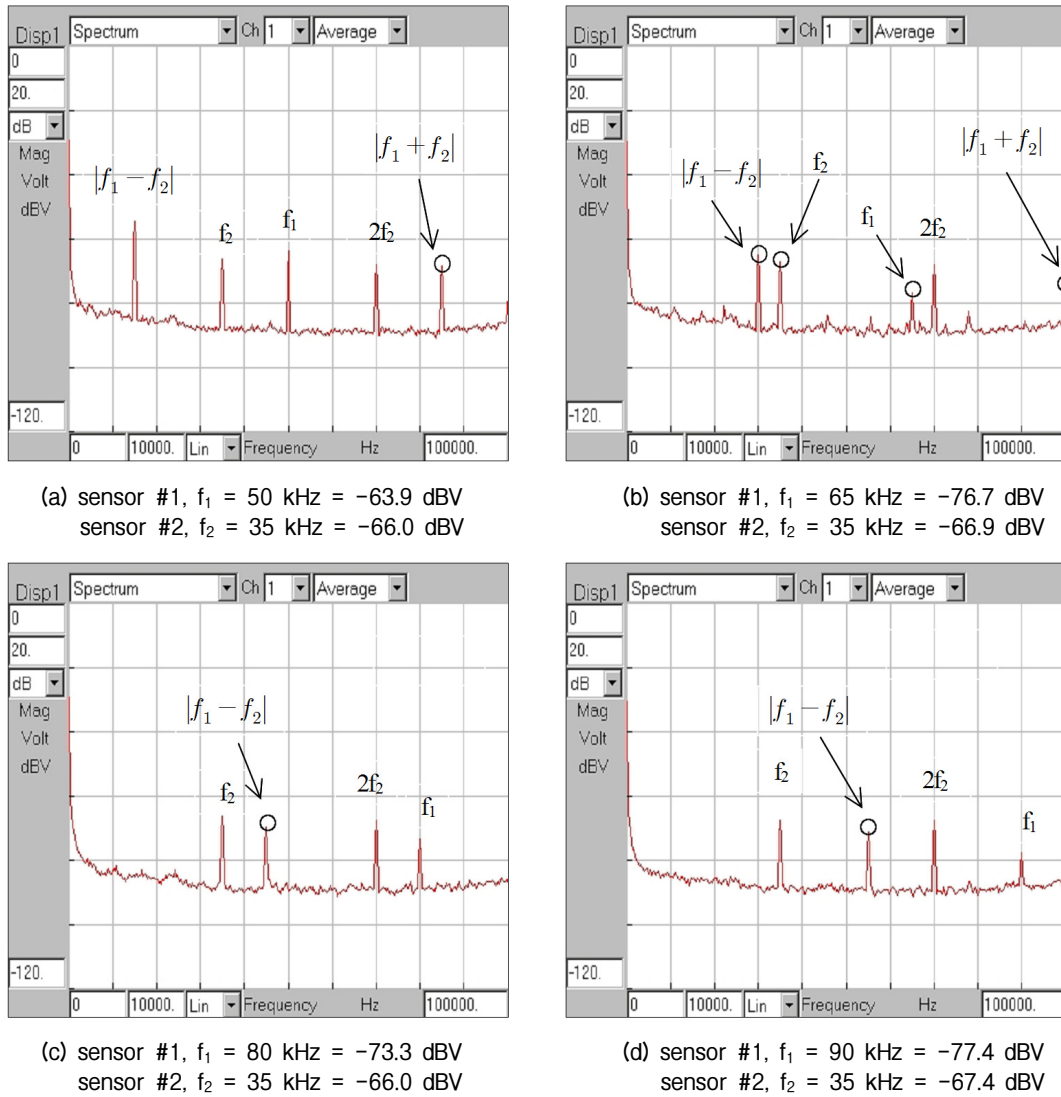 Disp1 Spectrum Ch 1 Average
0
20.
dB
Mag
Volt
dBV
|f₁ − f₂|
f₂
f₁
2f₂
|f₁ + f₂|
-120.
0 10000. Lin Frequency Hz 100000.
(a) sensor #1, f₁ = 50 kHz = -63.9 dBV
sensor #2, f₂ = 35 kHz = -66.0 dBV
Disp1 Spectrum Ch 1 Average
0
20.
dB
Mag
Volt
dBV
|f₁ − f₂|
f₂
f₁
2f₂
|f₁ + f₂|
-120.
0 10000. Lin Frequency Hz 100000.
(b) sensor #1, f₁ = 65 kHz = -76.7 dBV
sensor #2, f₂ = 35 kHz = -66.9 dBV
Disp1 Spectrum Ch 1 Average
0
20.
dB
Mag
Volt
dBV
|f₁ − f₂|
f₂
2f₂
f₁
-120.
0 10000. Lin Frequency Hz 100000.
(c) sensor #1, f₁ = 80 kHz = -73.3 dBV
sensor #2, f₂ = 35 kHz = -66.0 dBV
Disp1 Spectrum Ch 1 Average
0
20.
dB
Mag
Volt
dBV
|f₁ − f₂|
f₂
2f₂
f₁
-120.
0 10000. Lin Frequency Hz 100000.
(d) sensor #1, f₁ = 90 kHz = -77.4 dBV
sensor #2, f₂ = 35 kHz = -67.4 dBV